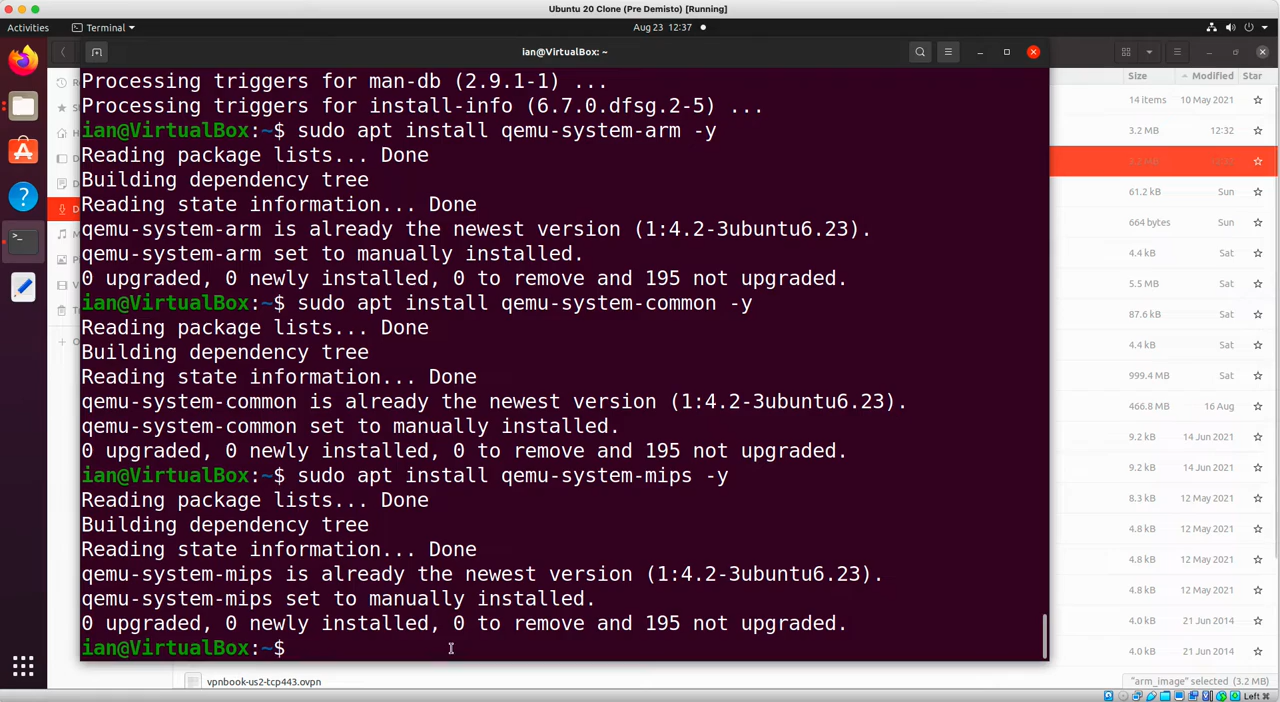 Ubuntu 20 Clone (Pre Demisto) [Running]
Activities
Terminal
Aug 23 12:37
ian@VirtualBox: ~
Size
Modified
Star
Processing triggers for man-db (2.9.1-1) ...
Processing triggers for install-info (6.7.0.dfsg.2-5) ...
ian@VirtualBox:~$ sudo apt install qemu-system-arm -y
Reading package lists... Done
Building dependency tree
Reading state information... Done
qemu-system-arm is already the newest version (1:4.2-3ubuntu6.23).
qemu-system-arm set to manually installed.
0 upgraded, 0 newly installed, 0 to remove and 195 not upgraded.
ian@VirtualBox:~$ sudo apt install qemu-system-common -y
Reading package lists... Done
Building dependency tree
Reading state information... Done
qemu-system-common is already the newest version (1:4.2-3ubuntu6.23).
qemu-system-common set to manually installed.
0 upgraded, 0 newly installed, 0 to remove and 195 not upgraded.
ian@VirtualBox:~$ sudo apt install qemu-system-mips -y
Reading package lists... Done
Building dependency tree
Reading state information... Done
qemu-system-mips is already the newest version (1:4.2-3ubuntu6.23).
qemu-system-mips set to manually installed.
0 upgraded, 0 newly installed, 0 to remove and 195 not upgraded.
ian@VirtualBox:~$
14 items 10 May 2021
3.2 MB 12:32
61.2 kB Sun
664 bytes Sun
4.4 kB Sat
5.5 MB Sat
87.6 kB Sat
4.4 kB Sat
999.4 MB Sat
466.8 MB 16 Aug
9.2 kB 14 Jun 2021
9.2 kB 14 Jun 2021
8.3 kB 12 May 2021
4.8 kB 12 May 2021
4.8 kB 12 May 2021
4.8 kB 12 May 2021
4.0 kB 21 Jun 2014
4.0 kB 21 Jun 2014
vpnbook-us2-tcp443.ovpn
"arm_image" selected (3.2 MB)
Left ⌘